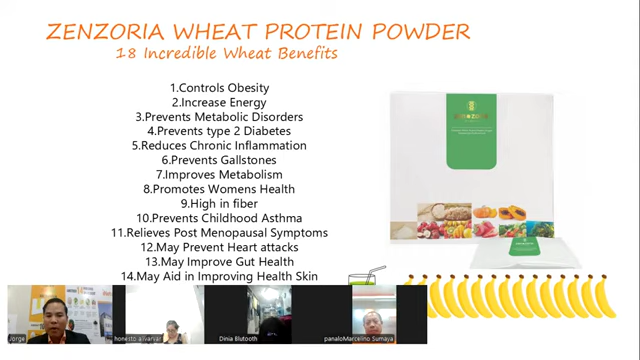 ZENZORIA WHEAT PROTEIN POWDER
18 Incredible Wheat Benefits
1.Controls Obesity
2.Increase Energy
3.Prevents Metabolic Disorders
4.Prevents type 2 Diabetes
5.Reduces Chronic Inflammation
6.Prevents Gallstones
7.Improves Metabolism
8.Promotes Womens Health
9.High in fiber
10.Prevents Childhood Asthma
11.Relieves Post Menopausal Symptoms
12.May Prevent Heart attacks
13.May Improve Gut Health
14.May Aid in Improving Health Skin
Jorge
Dinia Blutooth
panaloMarcelino Sumaya